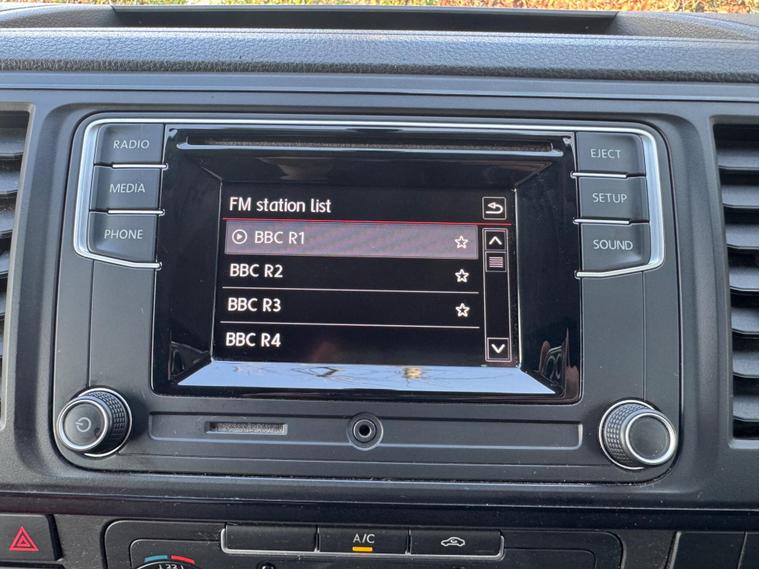 RADIO
MEDIA
PHONE
FM station list
BBC R1
BBC R2
BBC R3
BBC R4
EJECT
SETUP
SOUND
A/C